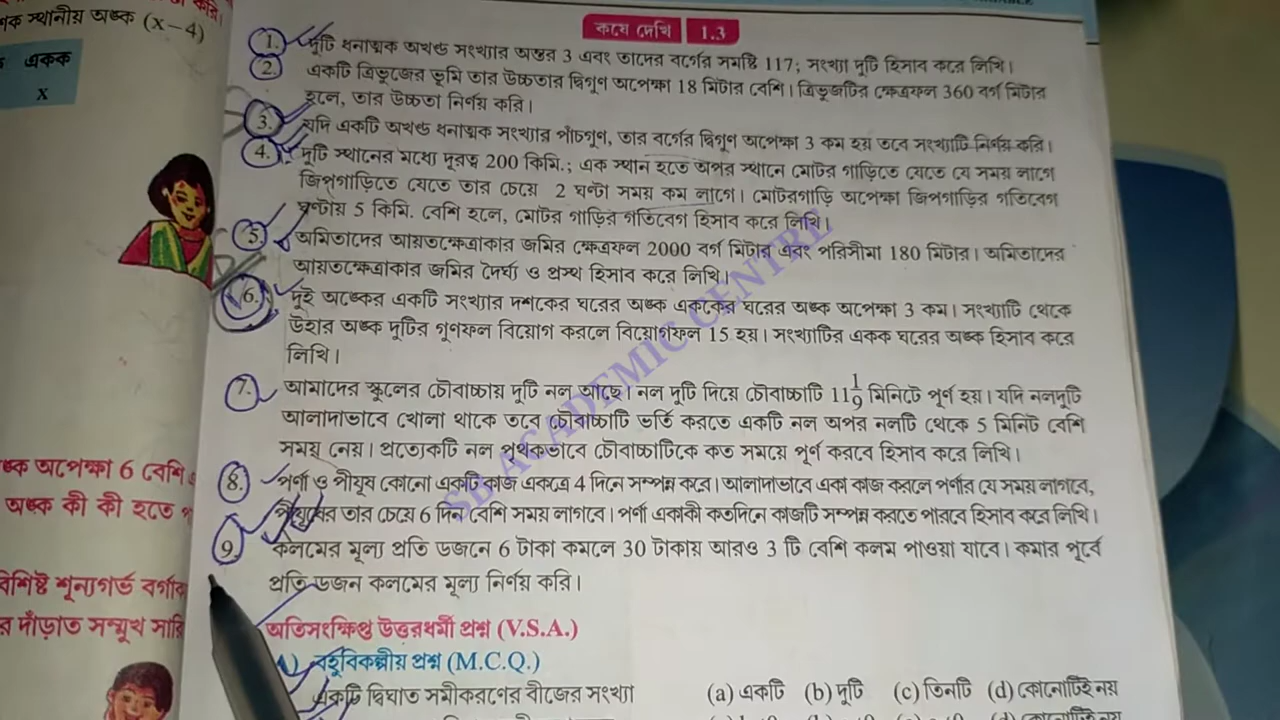 ক স্থানীয় অঙ্ক (x−4)
একক
x
কষে দেখি 1.3
1. দুটি ধনাত্মক অখণ্ড সংখ্যার অন্তর 3 এবং তাদের বর্গের সমষ্টি 117; সংখ্যা দুটি হিসাব করে লিখি।
2. একটি ত্রিভুজের ভূমি তার উচ্চতার দ্বিগুণ অপেক্ষা 18 মিটার বেশি। ত্রিভুজটির ক্ষেত্রফল 360 বর্গ মিটার
হলে, তার উচ্চতা নির্ণয় করি।
3. যদি একটি অখণ্ড ধনাত্মক সংখ্যার পাঁচগুণ, তার বর্গের দ্বিগুণ অপেক্ষা 3 কম হয় তবে সংখ্যাটি নির্ণয় করি।
4. দুটি স্থানের মধ্যে দূরত্ব 200 কিমি.; এক স্থান হতে অপর স্থানে মোটর গাড়িতে যেতে যে সময় লাগে
জিপগাড়িতে যেতে তার চেয়ে 2 ঘণ্টা সময় কম লাগে। মোটরগাড়ি অপেক্ষা জিপগাড়ির গতিবেগ
ঘণ্টায় 5 কিমি. বেশি হলে, মোটর গাড়ির গতিবেগ হিসাব করে লিখি।
5. অমিতাদের আয়তক্ষেত্রাকার জমির ক্ষেত্রফল 2000 বর্গ মিটার এবং পরিসীমা 180 মিটার। অমিতাদের
আয়তক্ষেত্রাকার জমির দৈর্ঘ্য ও প্রস্থ হিসাব করে লিখি।
6. দুই অঙ্কের একটি সংখ্যার দশকের ঘরের অঙ্ক এককের ঘরের অঙ্ক অপেক্ষা 3 কম। সংখ্যাটি থেকে
উহার অঙ্ক দুটির গুণফল বিয়োগ করলে বিয়োগফল 15 হয়। সংখ্যাটির একক ঘরের অঙ্ক হিসাব করে
লিখি।
7. আমাদের স্কুলের চৌবাচ্চায় দুটি নল আছে। নল দুটি দিয়ে চৌবাচ্চাটি 11 1/9 মিনিটে পূর্ণ হয়। যদি নলদুটি
আলাদাভাবে খোলা থাকে তবে চৌবাচ্চাটি ভর্তি করতে একটি নল অপর নলটি থেকে 5 মিনিট বেশি
সময় নেয়। প্রত্যেকটি নল পৃথকভাবে চৌবাচ্চাটিকে কত সময়ে পূর্ণ করবে হিসাব করে লিখি।
8. পর্ণা ও পীযূষ কোনো একটি কাজ একত্রে 4 দিনে সম্পন্ন করে। আলাদাভাবে একা কাজ করলে পর্ণার যে সময় লাগবে,
পীযূষের তার চেয়ে 6 দিন বেশি সময় লাগবে। পর্ণা একাকী কতদিনে কাজটি সম্পন্ন করতে পারবে হিসাব করে লিখি।
9. কলমের মূল্য প্রতি ডজনে 6 টাকা কমলে 30 টাকায় আরও 3 টি বেশি কলম পাওয়া যাবে। কমার পূর্বে
প্রতি ডজন কলমের মূল্য নির্ণয় করি।
অতিসংক্ষিপ্ত উত্তরধর্মী প্রশ্ন (V.S.A.)
বহুবিকল্পীয় প্রশ্ন (M.C.Q.)
একটি দ্বিঘাত সমীকরণের বীজের সংখ্যা (a) একটি (b) দুটি (c) তিনটি (d) কোনোটিই নয়
অপেক্ষা 6 বেশি
অঙ্ক কী কী হতে
শূন্যগর্ভ
দাঁড়াত সম্মুখ সারি
SB ACADEMIC CENTRE